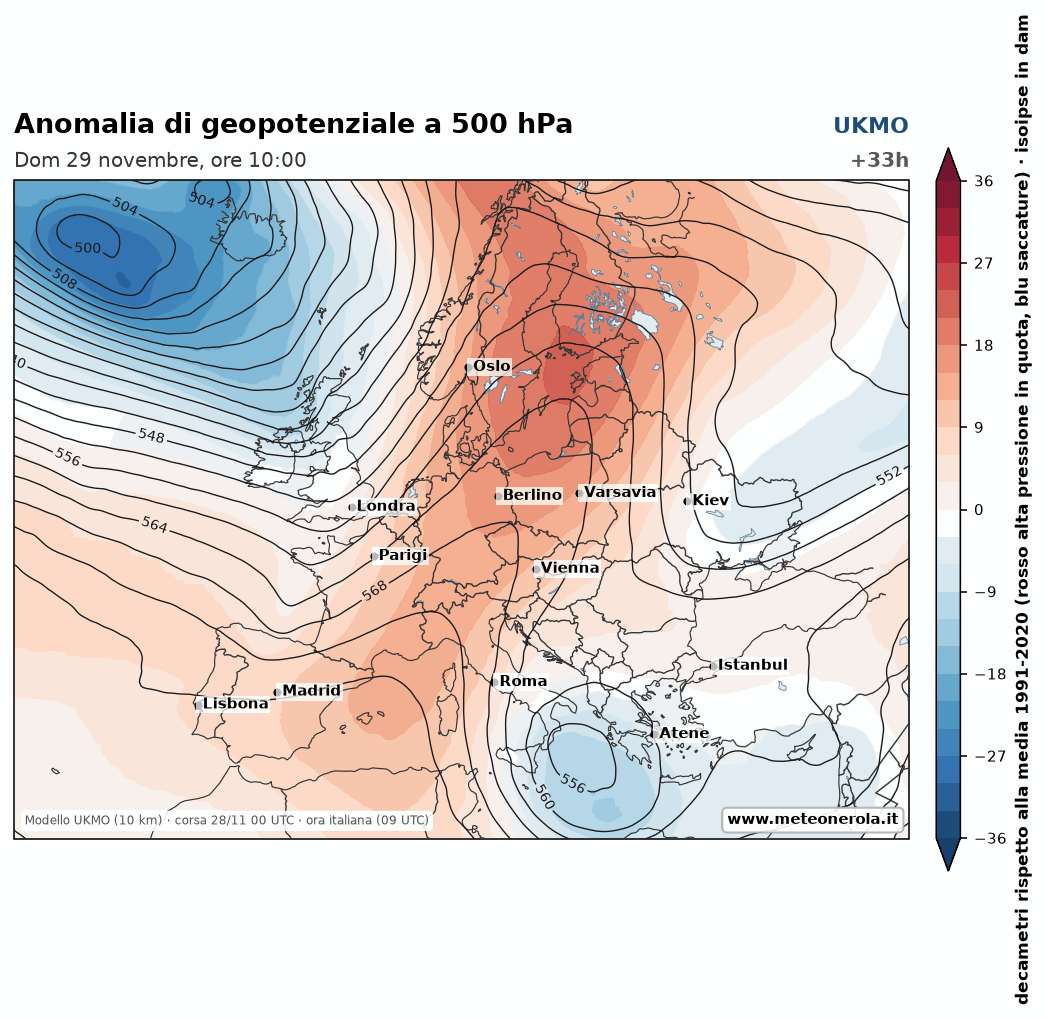 Anomalia di geopotenziale a 500 hPa
UKMO
Dom 29 novembre, ore 10:00
+33h
504
504
500
508
40
548
556
564
568
552
556
560
Oslo
Berlino
Varsavia
Kiev
Londra
Parigi
Vienna
Istanbul
Roma
Madrid
Lisbona
Atene
Modello UKMO (10 km) · corsa 28/11 00 UTC · ora italiana (09 UTC)
www.meteonerola.it
36
27
18
9
0
−9
−18
−27
−36
decametri rispetto alla media 1991-2020 (rosso alta pressione in quota, blu saccature) · isoipse in dam